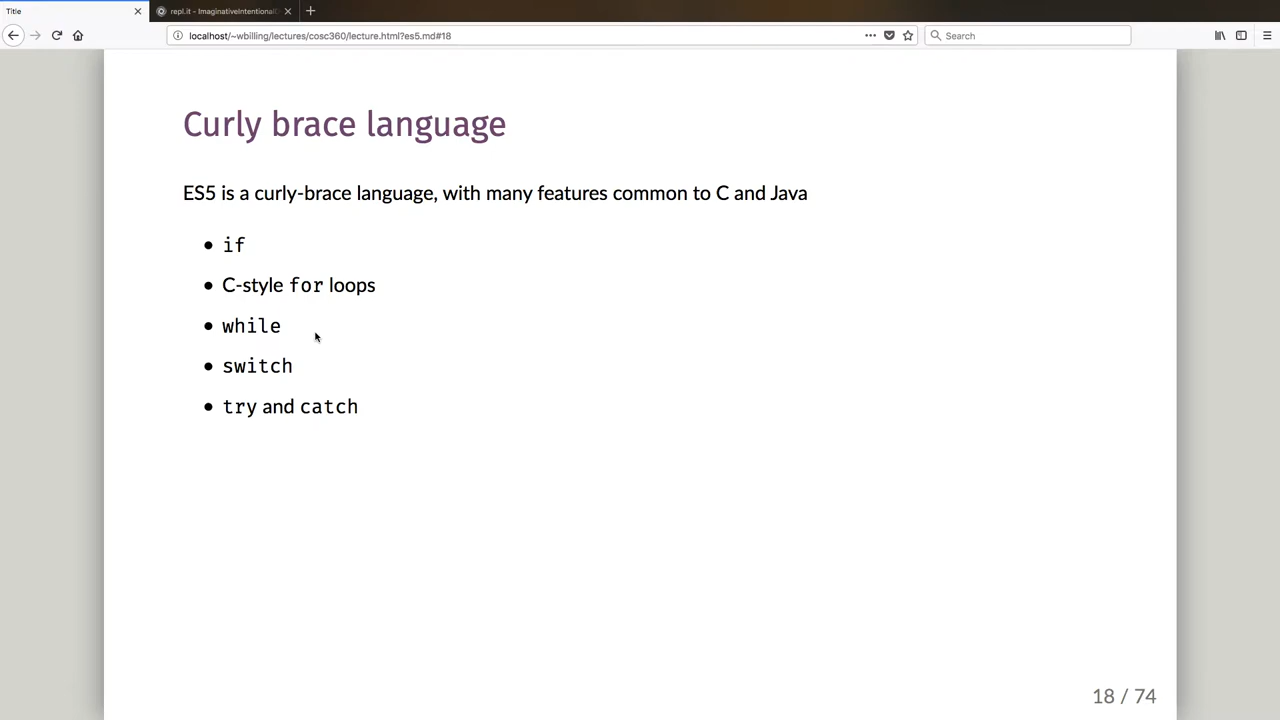 Title
repl.it - ImaginativeIntentional
localhost/~wbilling/lectures/cosc360/lecture.html?es5.md#18
Search
Curly brace language
ES5 is a curly-brace language, with many features common to C and Java
• if
• C-style for loops
• while
• switch
• try and catch
18 / 74